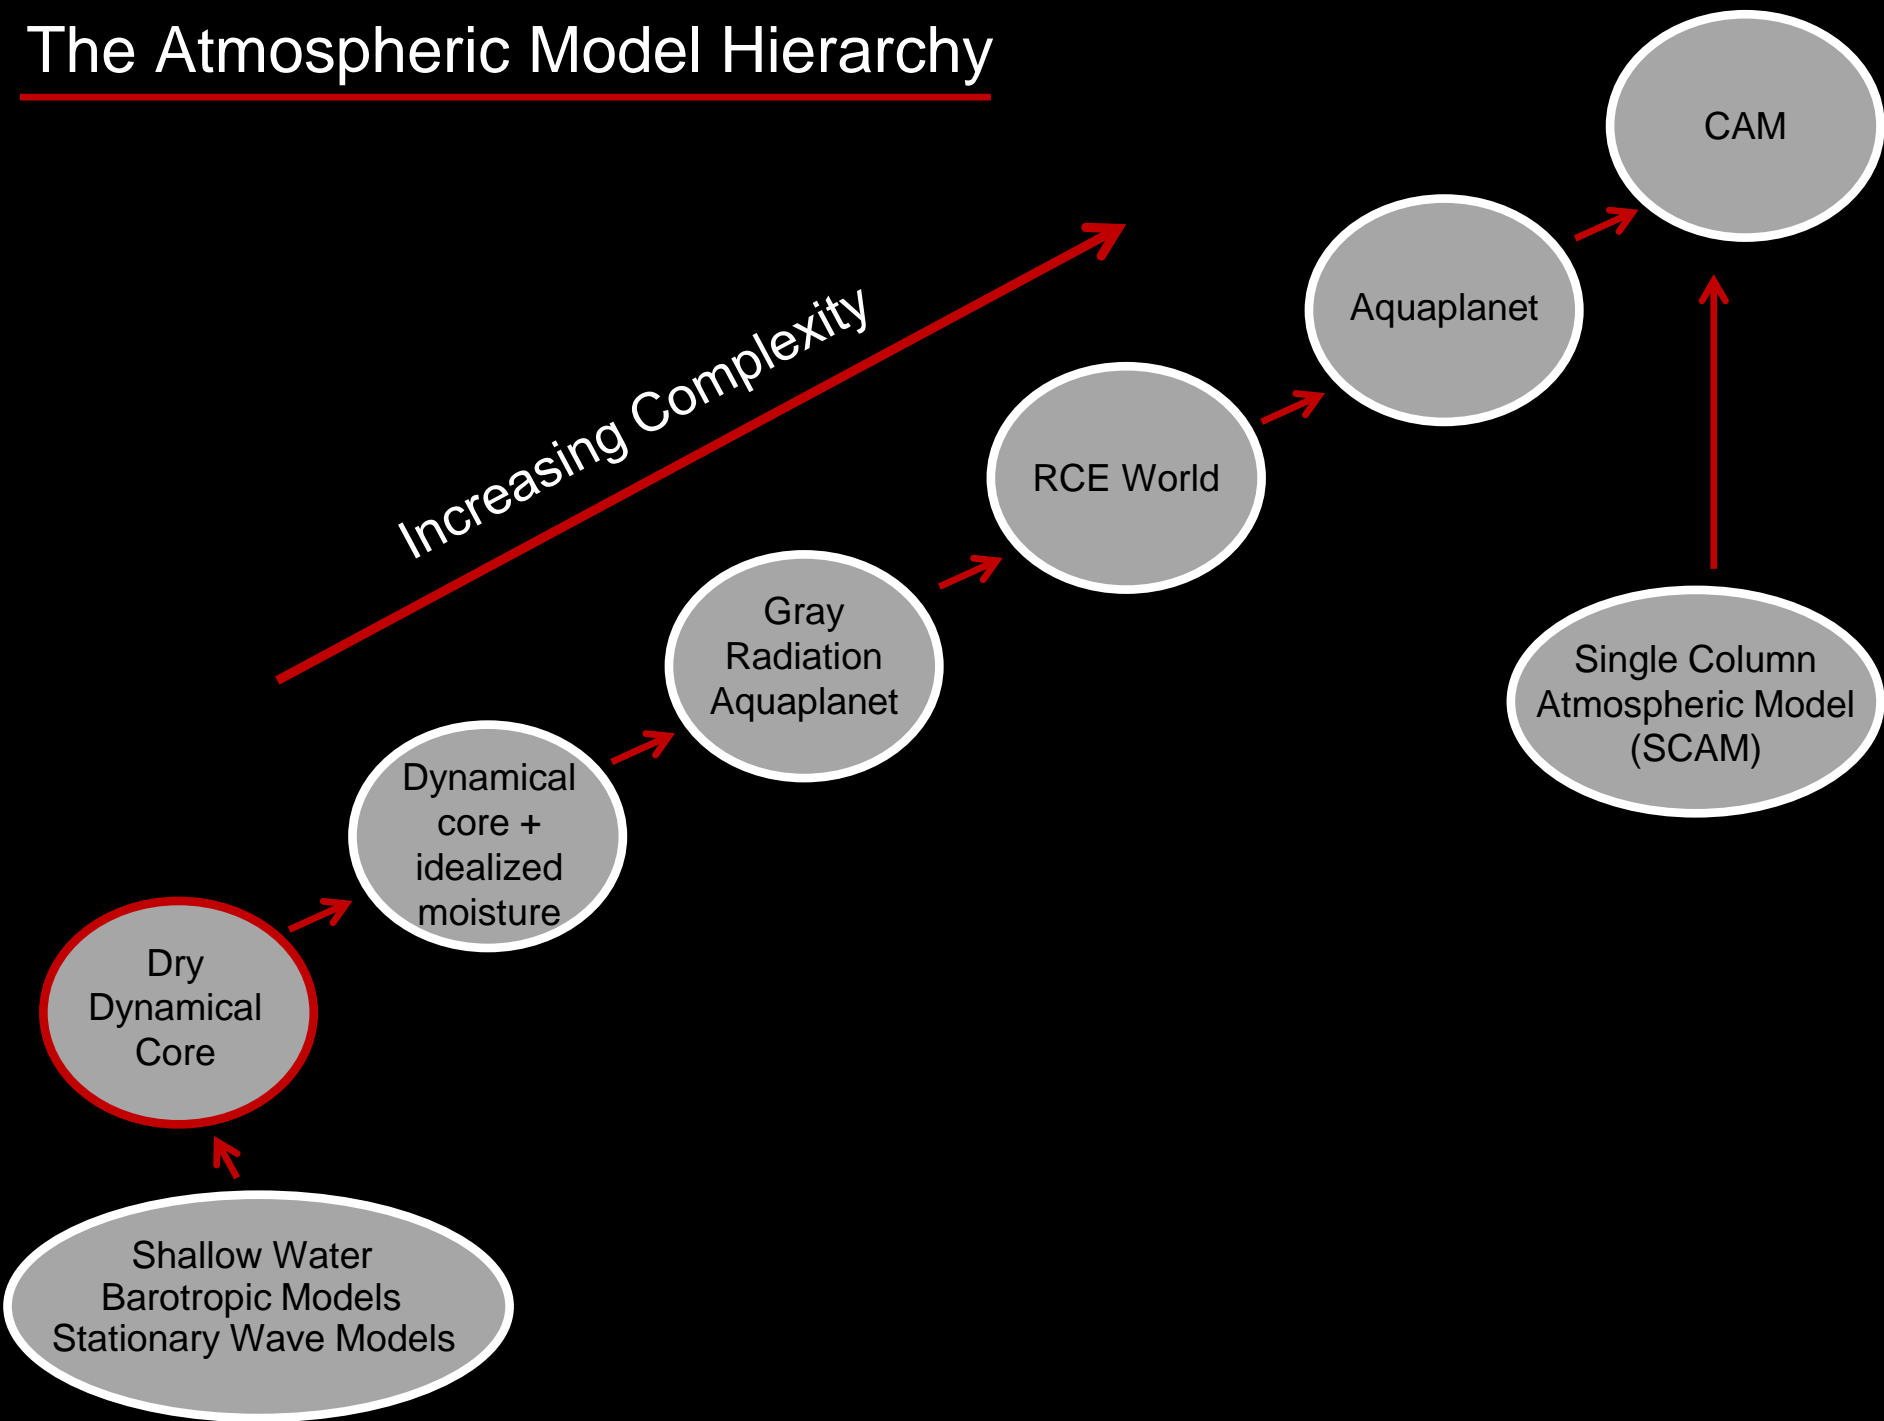 The Atmospheric Model Hierarchy
CAM
Aquaplanet
Increasing Complexity
RCE World
Gray
Radiation
Aquaplanet
Single Column
Atmospheric Model
(SCAM)
Dynamical
core +
idealized
moisture
Dry
Dynamical
Core
Shallow Water
Barotropic Models
Stationary Wave Models